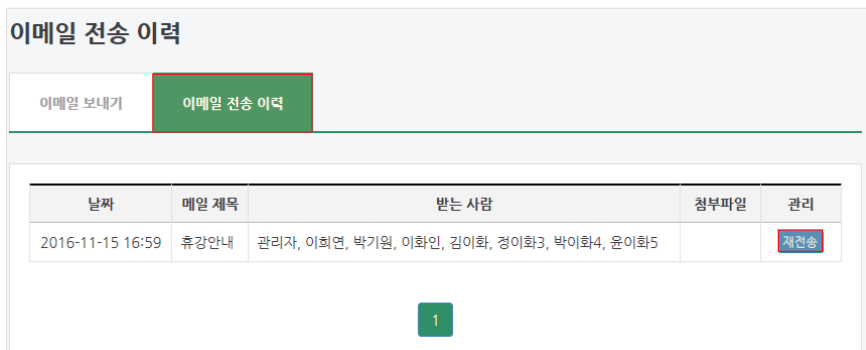 이메일 전송 이력
이메일 보내기 이메일 전송 이력
날짜 메일 제목 받는 사람 첨부파일 관리
2016-11-15 16:59 휴강안내 관리자, 이희연, 박기원, 이화인, 김이화, 정이화3, 박이화4, 윤이화5 재전송
1